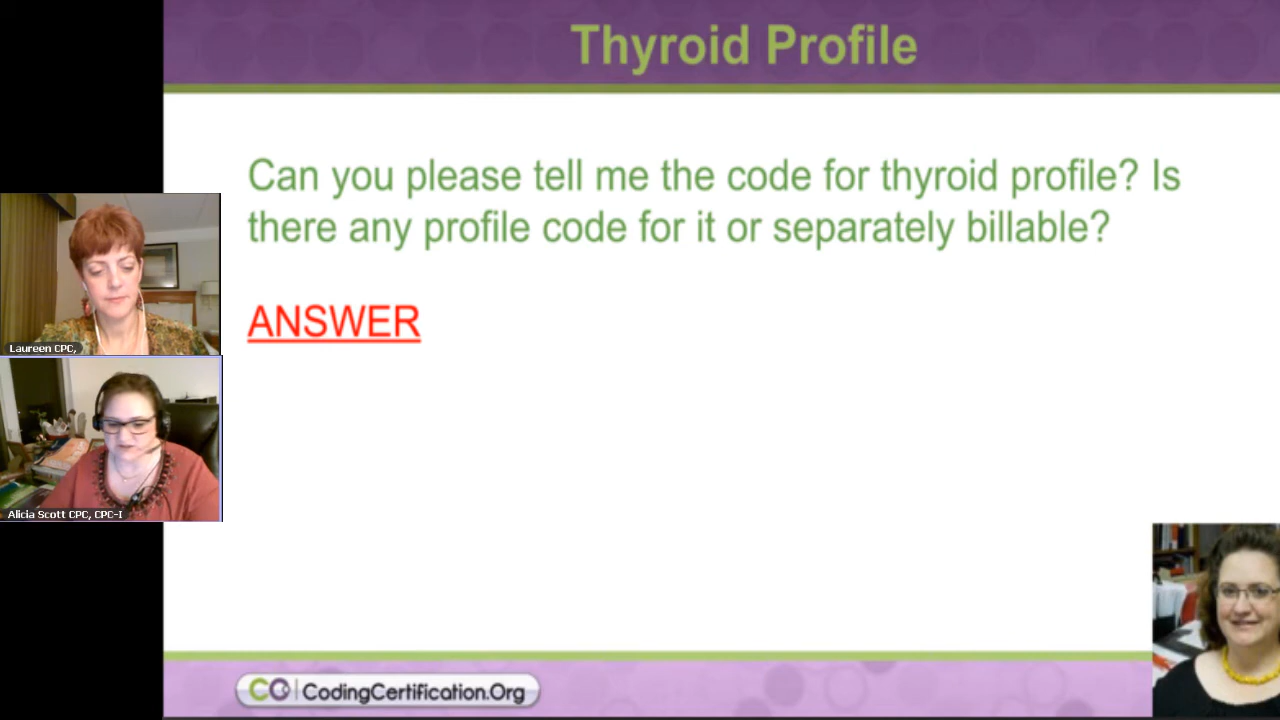 Thyroid Profile
Can you please tell me the code for thyroid profile? Is
there any profile code for it or separately billable?
ANSWER
Laureen CPC,
Alicia Scott CPC, CPC-I
CO CodingCertification.Org